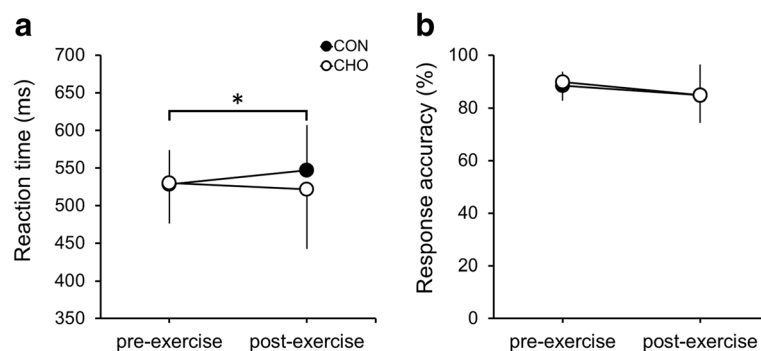 a
CON
CHO
Reaction time (ms)
700
650
600
550
500
450
400
350
*
pre-exercise
post-exercise
b
Response accuracy (%)
100
80
60
40
20
0
pre-exercise
post-exercise